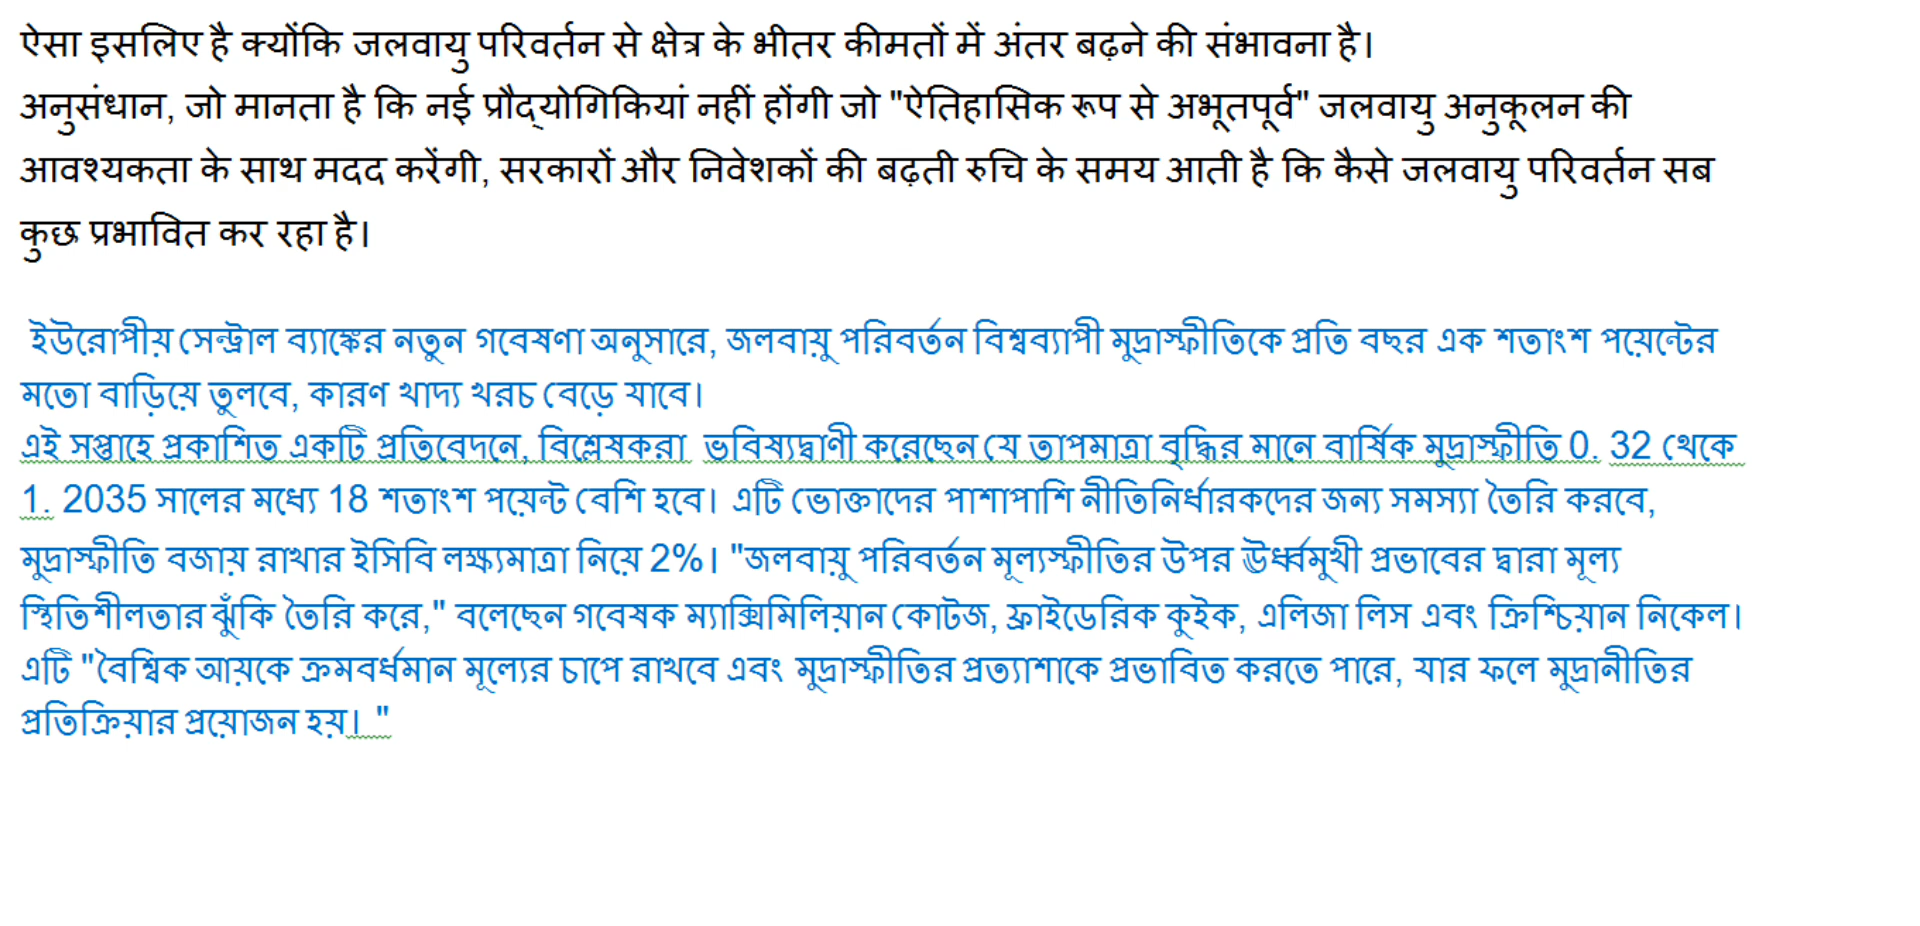 ऐसा इसलिए है क्योंकि जलवायु परिवर्तन से क्षेत्र के भीतर कीमतों में अंतर बढ़ने की संभावना है।
अनुसंधान, जो मानता है कि नई प्रौद्योगिकियां नहीं होंगी जो "ऐतिहासिक रूप से अभूतपूर्व" जलवायु अनुकूलन की
आवश्यकता के साथ मदद करेंगी, सरकारों और निवेशकों की बढ़ती रुचि के समय आती है कि कैसे जलवायु परिवर्तन सब
कुछ प्रभावित कर रहा है।
ইউরোপীয় সেন্ট্রাল ব্যাঙ্কের নতুন গবেষণা অনুসারে, জলবায়ু পরিবর্তন বিশ্বব্যাপী মুদ্রাস্ফীতিকে প্রতি বছর এক শতাংশ পয়েন্টের
মতো বাড়িয়ে তুলবে, কারণ খাদ্য খরচ বেড়ে যাবে।
এই সপ্তাহে প্রকাশিত একটি প্রতিবেদনে, বিশ্লেষকরা ভবিষ্যদ্বাণী করেছেন যে তাপমাত্রা বৃদ্ধির মানে বার্ষিক মুদ্রাস্ফীতি 0. 32 থেকে
1. 2035 সালের মধ্যে 18 শতাংশ পয়েন্ট বেশি হবে। এটি ভোক্তাদের পাশাপাশি নীতিনির্ধারকদের জন্য সমস্যা তৈরি করবে,
মুদ্রাস্ফীতি বজায় রাখার ইসিবি লক্ষ্যমাত্রা নিয়ে 2%। "জলবায়ু পরিবর্তন মূল্যস্ফীতির উপর ঊর্ধ্বমুখী প্রভাবের দ্বারা মূল্য
স্থিতিশীলতার ঝুঁকি তৈরি করে," বলেছেন গবেষক ম্যাক্সিমিলিয়ান কোটজ, ফ্রাইডেরিক কুইক, এলিজা লিস এবং ক্রিশ্চিয়ান নিকেল।
এটি "বৈশ্বিক আয়কে ক্রমবর্ধমান মূল্যের চাপে রাখবে এবং মুদ্রাস্ফীতির প্রত্যাশাকে প্রভাবিত করতে পারে, যার ফলে মুদ্রানীতির
প্রতিক্রিয়ার প্রয়োজন হয়। "